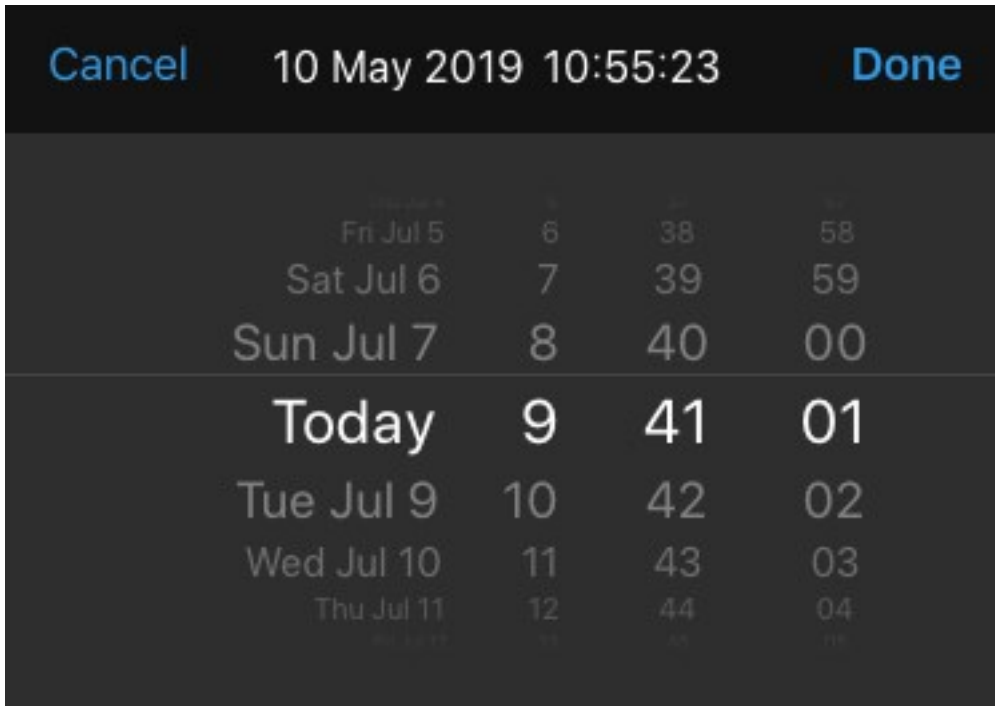 Cancel 10 May 2019 10:55:23 Done
Fri Jul 5 6 38 58
Sat Jul 6 7 39 59
Sun Jul 7 8 40 00
Today 9 41 01
Tue Jul 9 10 42 02
Wed Jul 10 11 43 03
Thu Jul 11 12 44 04